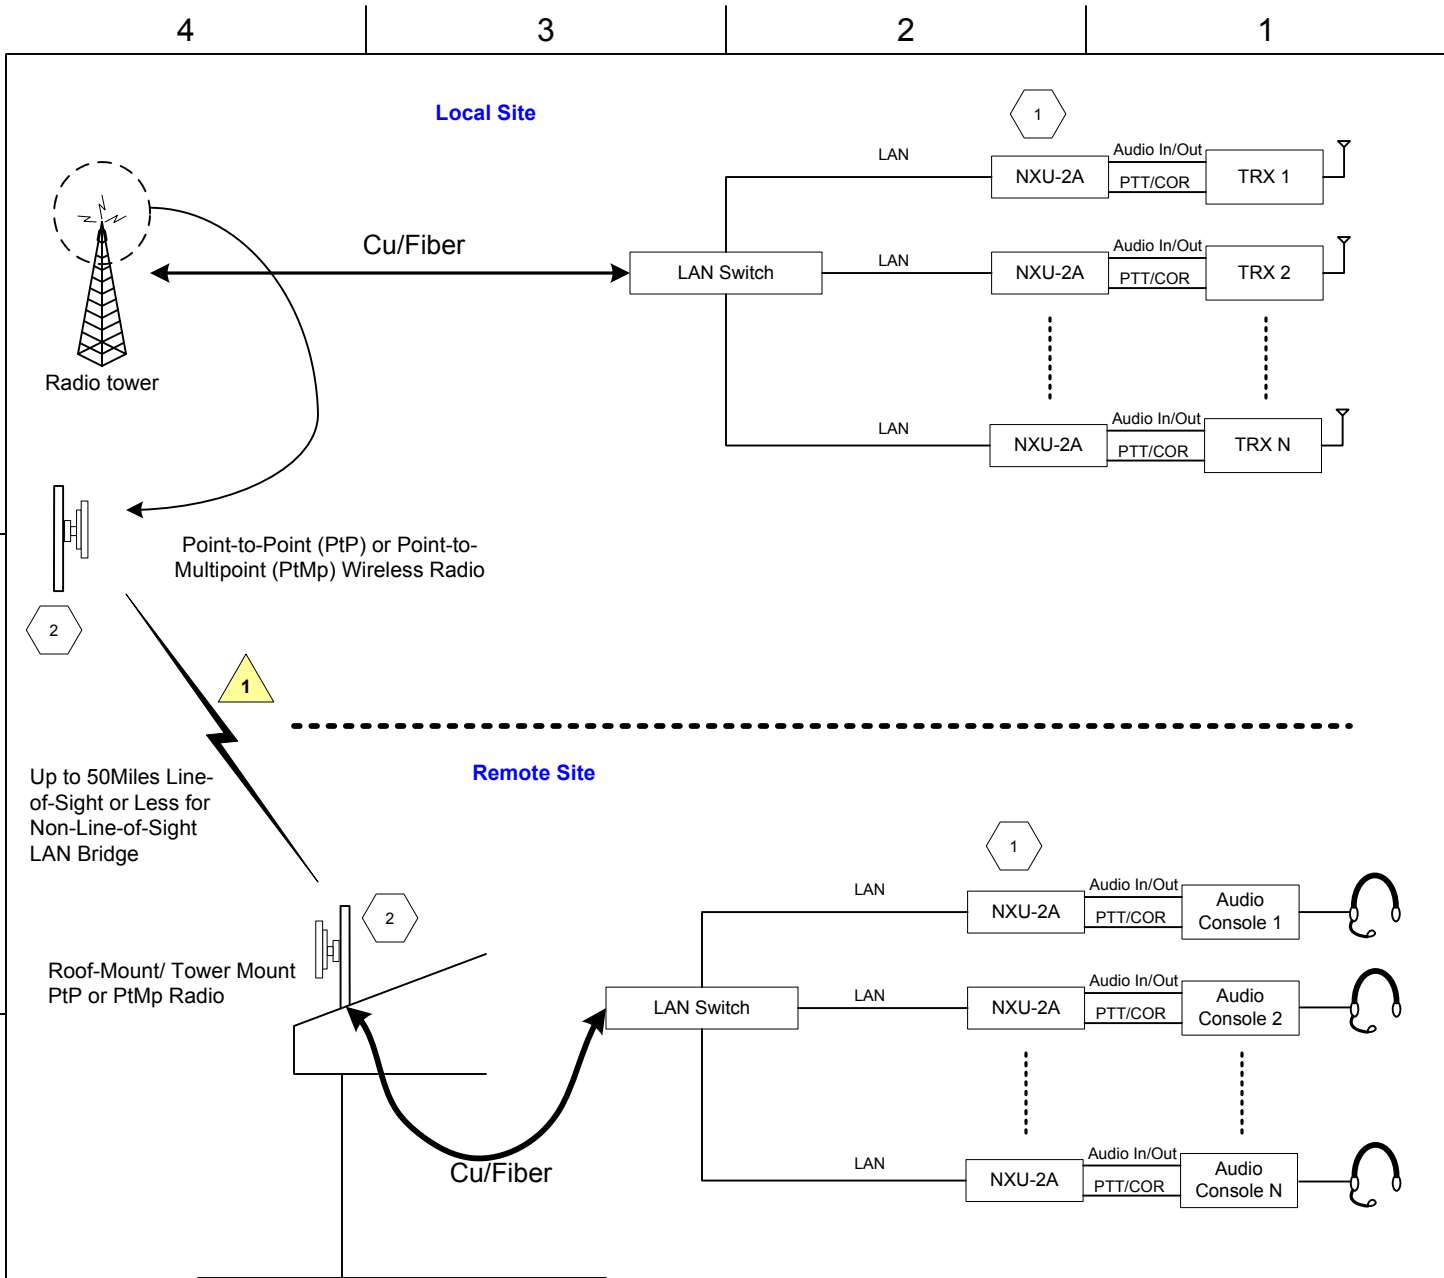 4
3
2
1
Local Site
1
LAN
NXU-2A
Audio In/Out
PTT/COR
TRX 1
Cu/Fiber
LAN Switch
LAN
NXU-2A
Audio In/Out
PTT/COR
TRX 2
Radio tower
LAN
NXU-2A
Audio In/Out
PTT/COR
TRX N
Point-to-Point (PtP) or Point-to-
Multipoint (PtMp) Wireless Radio
2
1
Remote Site
Up to 50Miles Line-
of-Sight or Less for
Non-Line-of-Sight
LAN Bridge
1
2
LAN
NXU-2A
Audio In/Out
PTT/COR
Audio
Console 1
Roof-Mount/ Tower Mount
PtP or PtMp Radio
LAN Switch
LAN
NXU-2A
Audio In/Out
PTT/COR
Audio
Console 2
Cu/Fiber
LAN
NXU-2A
Audio In/Out
PTT/COR
Audio
Console N